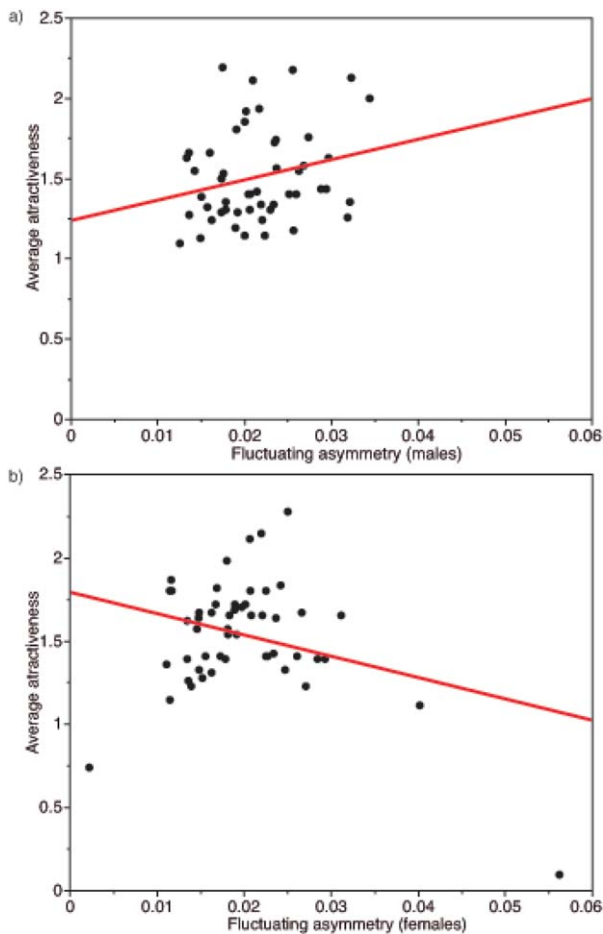 a)
2.5
2
1.5
1
0.5
0
Average atractiveness
0 0.01 0.02 0.03 0.04 0.05 0.06
Fluctuating asymmetry (males)
b)
2.5
2
1.5
1
0.5
0
Average atractiveness
0 0.01 0.02 0.03 0.04 0.05 0.06
Fluctuating asymmetry (females)